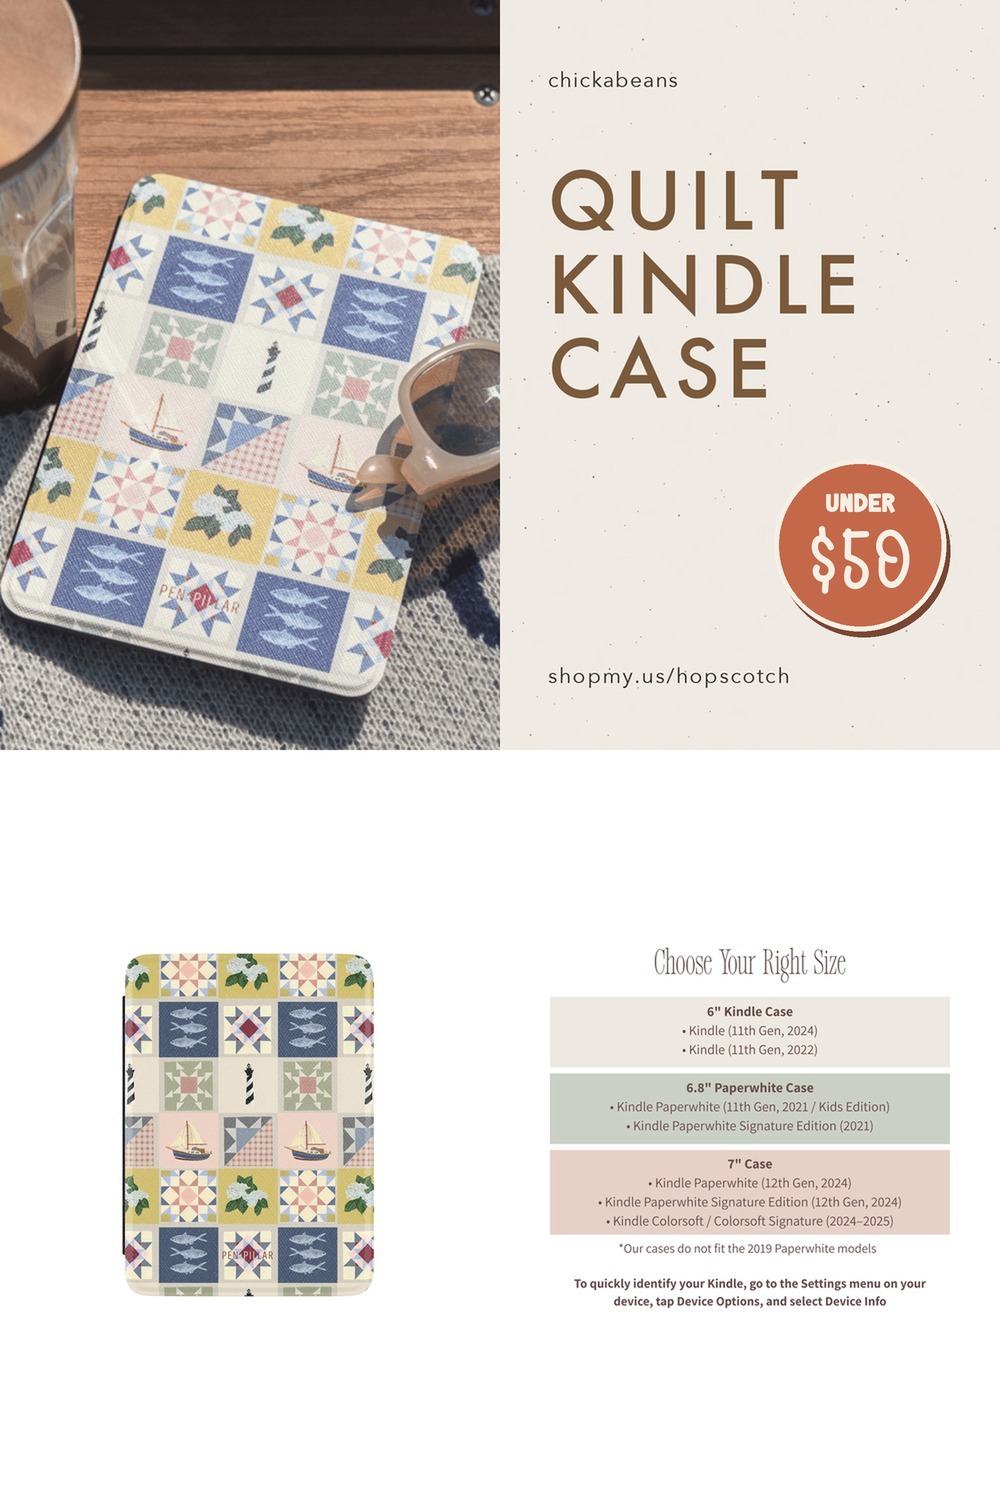 chickabeans
QUILT
KINDLE
CASE
UNDER
$50
shopmy.us/hopscotch
PEN PILLAR
PEN PILLAR
Choose Your Right Size
6" Kindle Case
• Kindle (11th Gen, 2024)
• Kindle (11th Gen, 2022)
6.8" Paperwhite Case
• Kindle Paperwhite (11th Gen, 2021 / Kids Edition)
• Kindle Paperwhite Signature Edition (2021)
7" Case
• Kindle Paperwhite (12th Gen, 2024)
• Kindle Paperwhite Signature Edition (12th Gen, 2024)
• Kindle Colorsoft / Colorsoft Signature (2024–2025)
*Our cases do not fit the 2019 Paperwhite models
To quickly identify your Kindle, go to the Settings menu on your
device, tap Device Options, and select Device Info